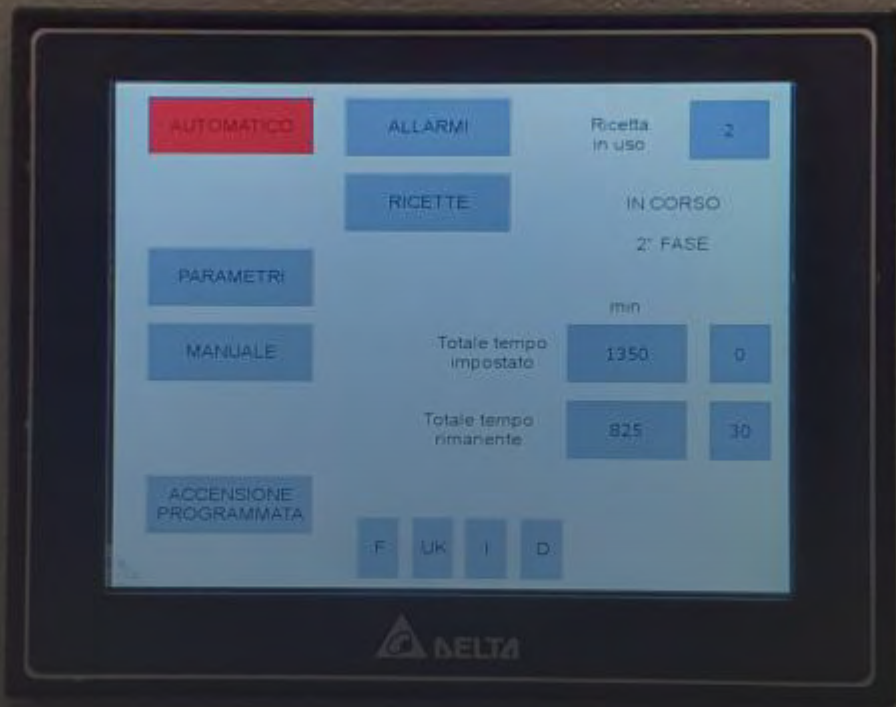 AUTOMATICO
ALLARMI
Ricetta
in uso
2
RICETTE
IN CORSO
2° FASE
PARAMETRI
min
MANUALE
Totale tempo
impostato
1350
0
Totale tempo
rimanente
825
30
ACCENSIONE
PROGRAMMATA
F
UK
I
D
DELTA